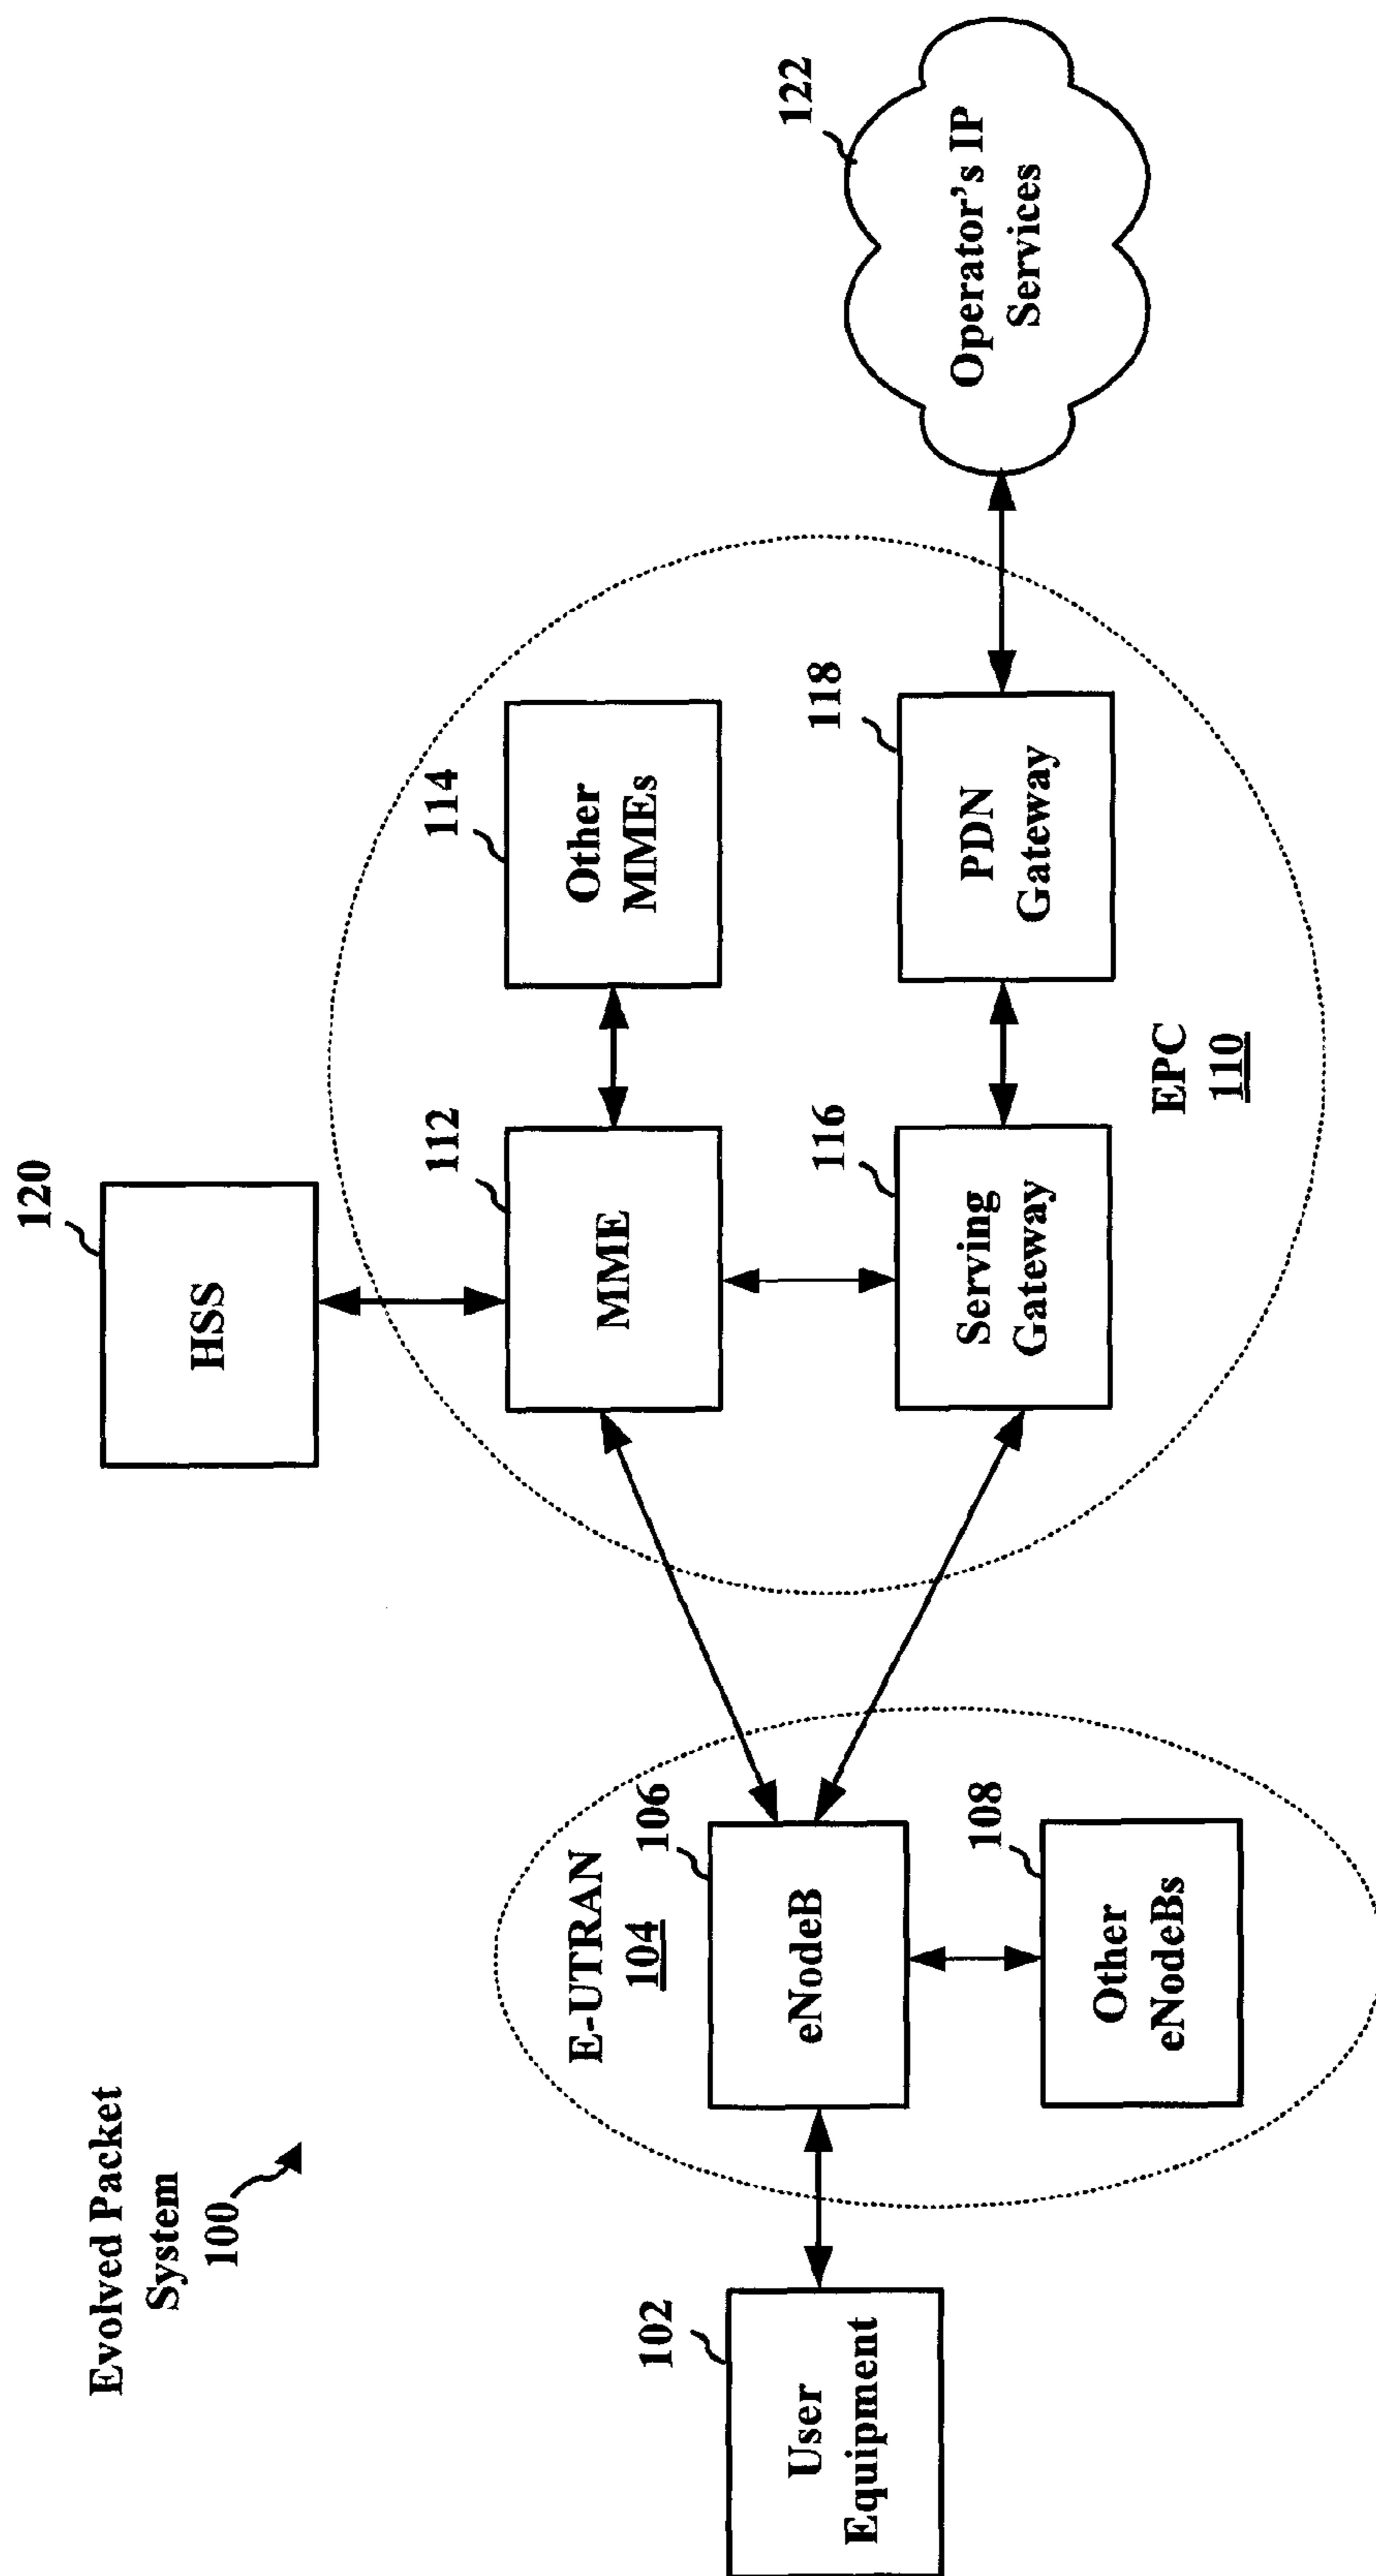 Evolved Packet
System
100
102
User
Equipment
E-UTRAN
104
106
eNodeB
108
Other
eNodeBs
120
HSS
112
MME
114
Other
MMEs
116
Serving
Gateway
118
PDN
Gateway
EPC
110
122
Operator's IP
Services